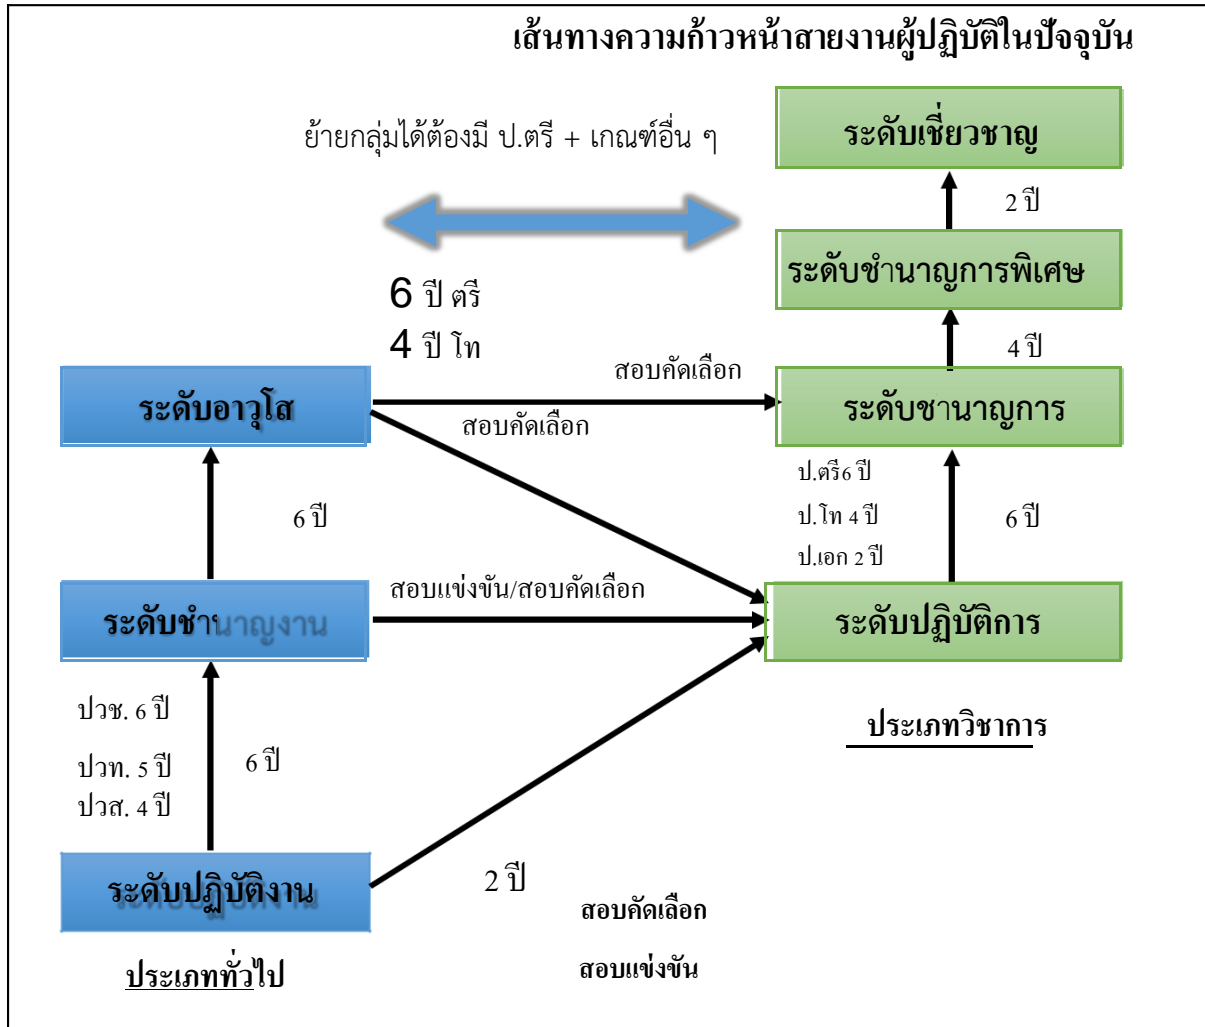 เส้นทางความก้าวหน้าสายงานผู้ปฏิบัติในปัจจุบัน
ระดับเชี่ยวชาญ
ย้ายกลุ่มได้ต้องมี ป.ตรี + เกณฑ์อื่น ๆ
2 ปี
ระดับชำนาญการพิเศษ
6 ปี ตรี
4 ปี โท
4 ปี
สอบคัดเลือก
ระดับอาวุโส
ระดับชานาญการ
สอบคัดเลือก
ป.ตรี6 ปี
ป.โท 4 ปี
ป.เอก 2 ปี
6 ปี
6 ปี
สอบแข่งขัน/สอบคัดเลือก
ระดับชำนาญงาน
ระดับปฏิบัติการ
ปวช. 6 ปี
ปวท. 5 ปี
ปวส. 4 ปี
6 ปี
ประเภทวิชาการ
ระดับปฏิบัติงาน
2 ปี
สอบคัดเลือก
สอบแข่งขัน
ประเภททั่วไป